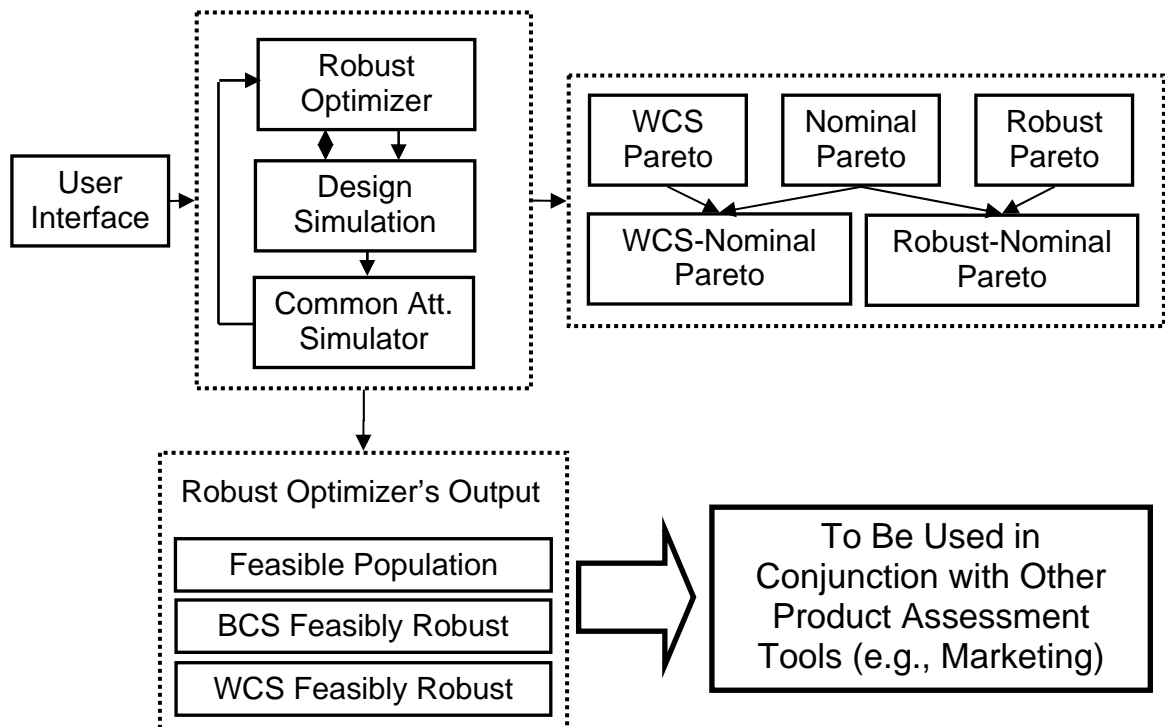 User
Interface
Robust
Optimizer
Design
Simulation
Common Att.
Simulator
WCS
Pareto
Nominal
Pareto
Robust
Pareto
WCS-Nominal
Pareto
Robust-Nominal
Pareto
Robust Optimizer’s Output
Feasible Population
BCS Feasibly Robust
WCS Feasibly Robust
To Be Used in
Conjunction with Other
Product Assessment
Tools (e.g., Marketing)